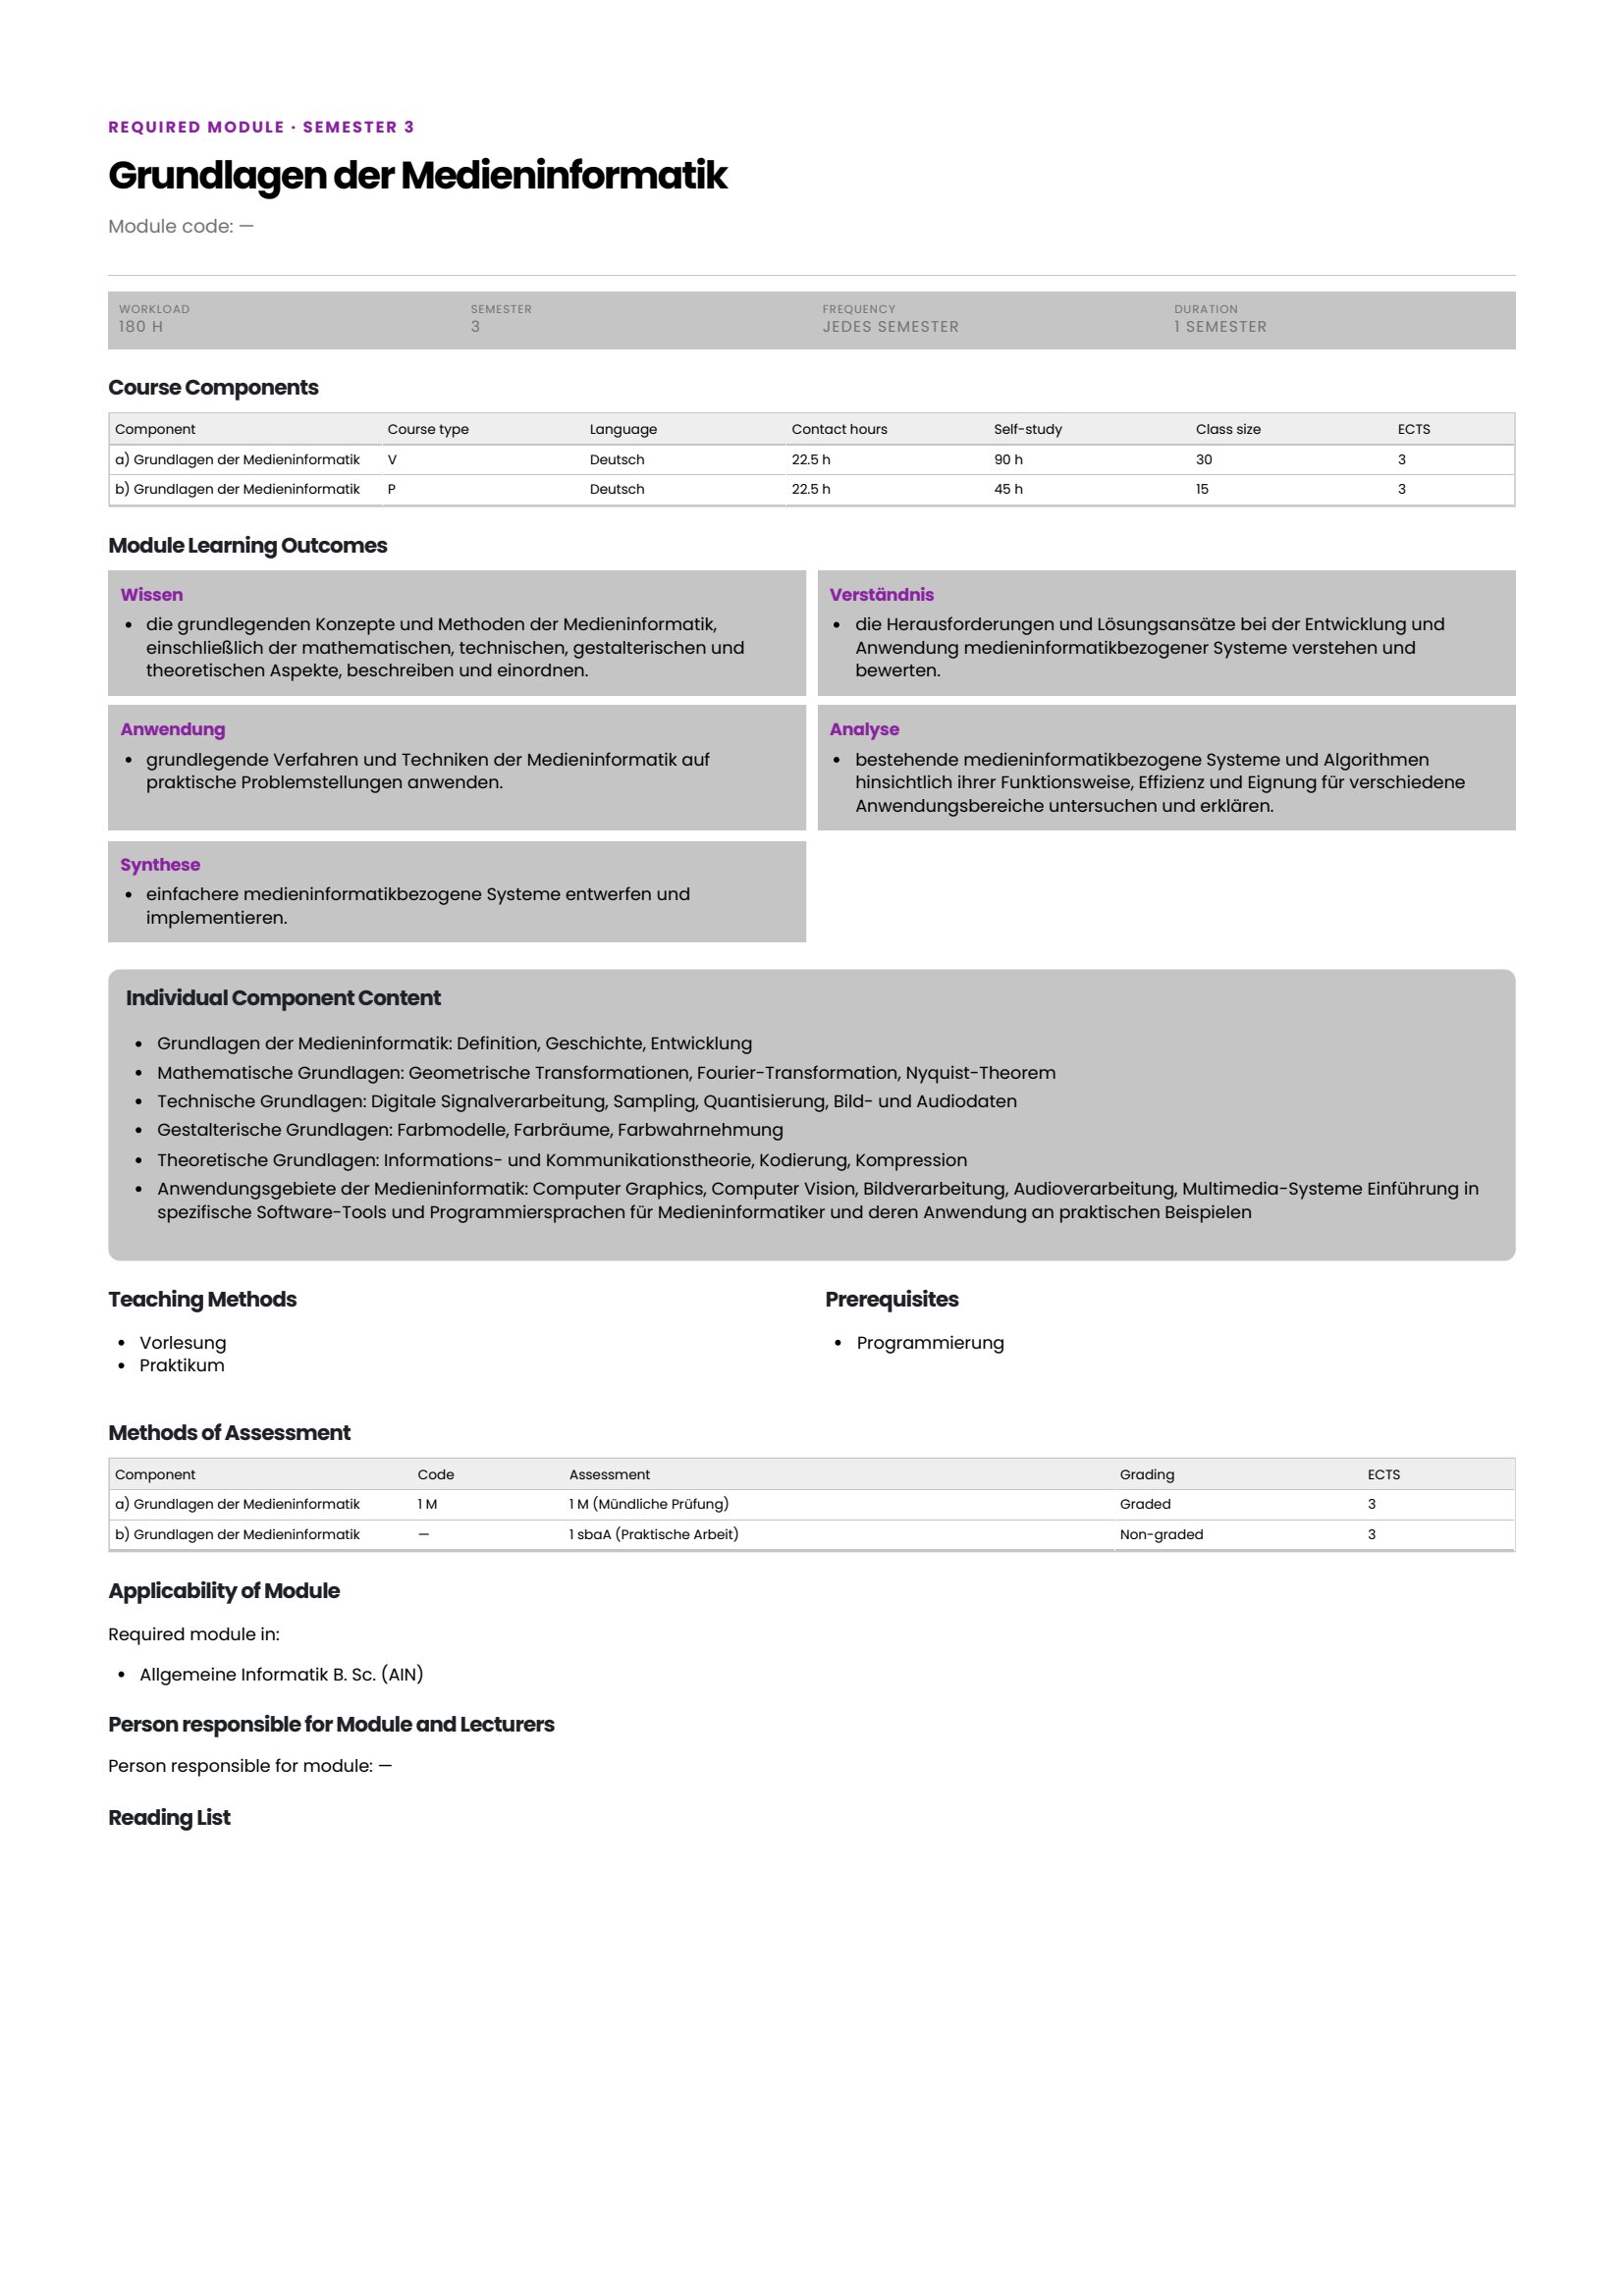 REQUIRED MODULE · SEMESTER 3
Grundlagen der Medieninformatik
Module code: —
WORKLOAD SEMESTER FREQUENCY DURATION
180 H 3 JEDES SEMESTER 1 SEMESTER
Course Components
Component Course type Language Contact hours Self-study Class size ECTS
a) Grundlagen der Medieninformatik V Deutsch 22.5 h 90 h 30 3
b) Grundlagen der Medieninformatik P Deutsch 22.5 h 45 h 15 3
Module Learning Outcomes
Wissen
• die grundlegenden Konzepte und Methoden der Medieninformatik,
einschließlich der mathematischen, technischen, gestalterischen und
theoretischen Aspekte, beschreiben und einordnen.
Verständnis
• die Herausforderungen und Lösungsansätze bei der Entwicklung und
Anwendung medieninformatikbezogener Systeme verstehen und
bewerten.
Anwendung
• grundlegende Verfahren und Techniken der Medieninformatik auf
praktische Problemstellungen anwenden.
Analyse
• bestehende medieninformatikbezogene Systeme und Algorithmen
hinsichtlich ihrer Funktionsweise, Effizienz und Eignung für verschiedene
Anwendungsbereiche untersuchen und erklären.
Synthese
• einfachere medieninformatikbezogene Systeme entwerfen und
implementieren.
Individual Component Content
• Grundlagen der Medieninformatik: Definition, Geschichte, Entwicklung
• Mathematische Grundlagen: Geometrische Transformationen, Fourier-Transformation, Nyquist-Theorem
• Technische Grundlagen: Digitale Signalverarbeitung, Sampling, Quantisierung, Bild- und Audiodaten
• Gestalterische Grundlagen: Farbmodelle, Farbräume, Farbwahrnehmung
• Theoretische Grundlagen: Informations- und Kommunikationstheorie, Kodierung, Kompression
• Anwendungsgebiete der Medieninformatik: Computer Graphics, Computer Vision, Bildverarbeitung, Audioverarbeitung, Multimedia-Systeme Einführung in
spezifische Software-Tools und Programmiersprachen für Medieninformatiker und deren Anwendung an praktischen Beispielen
Teaching Methods
• Vorlesung
• Praktikum
Prerequisites
• Programmierung
Methods of Assessment
Component Code Assessment Grading ECTS
a) Grundlagen der Medieninformatik 1 M 1 M (Mündliche Prüfung) Graded 3
b) Grundlagen der Medieninformatik — 1 sbaA (Praktische Arbeit) Non-graded 3
Applicability of Module
Required module in:
• Allgemeine Informatik B. Sc. (AIN)
Person responsible for Module and Lecturers
Person responsible for module: —
Reading List